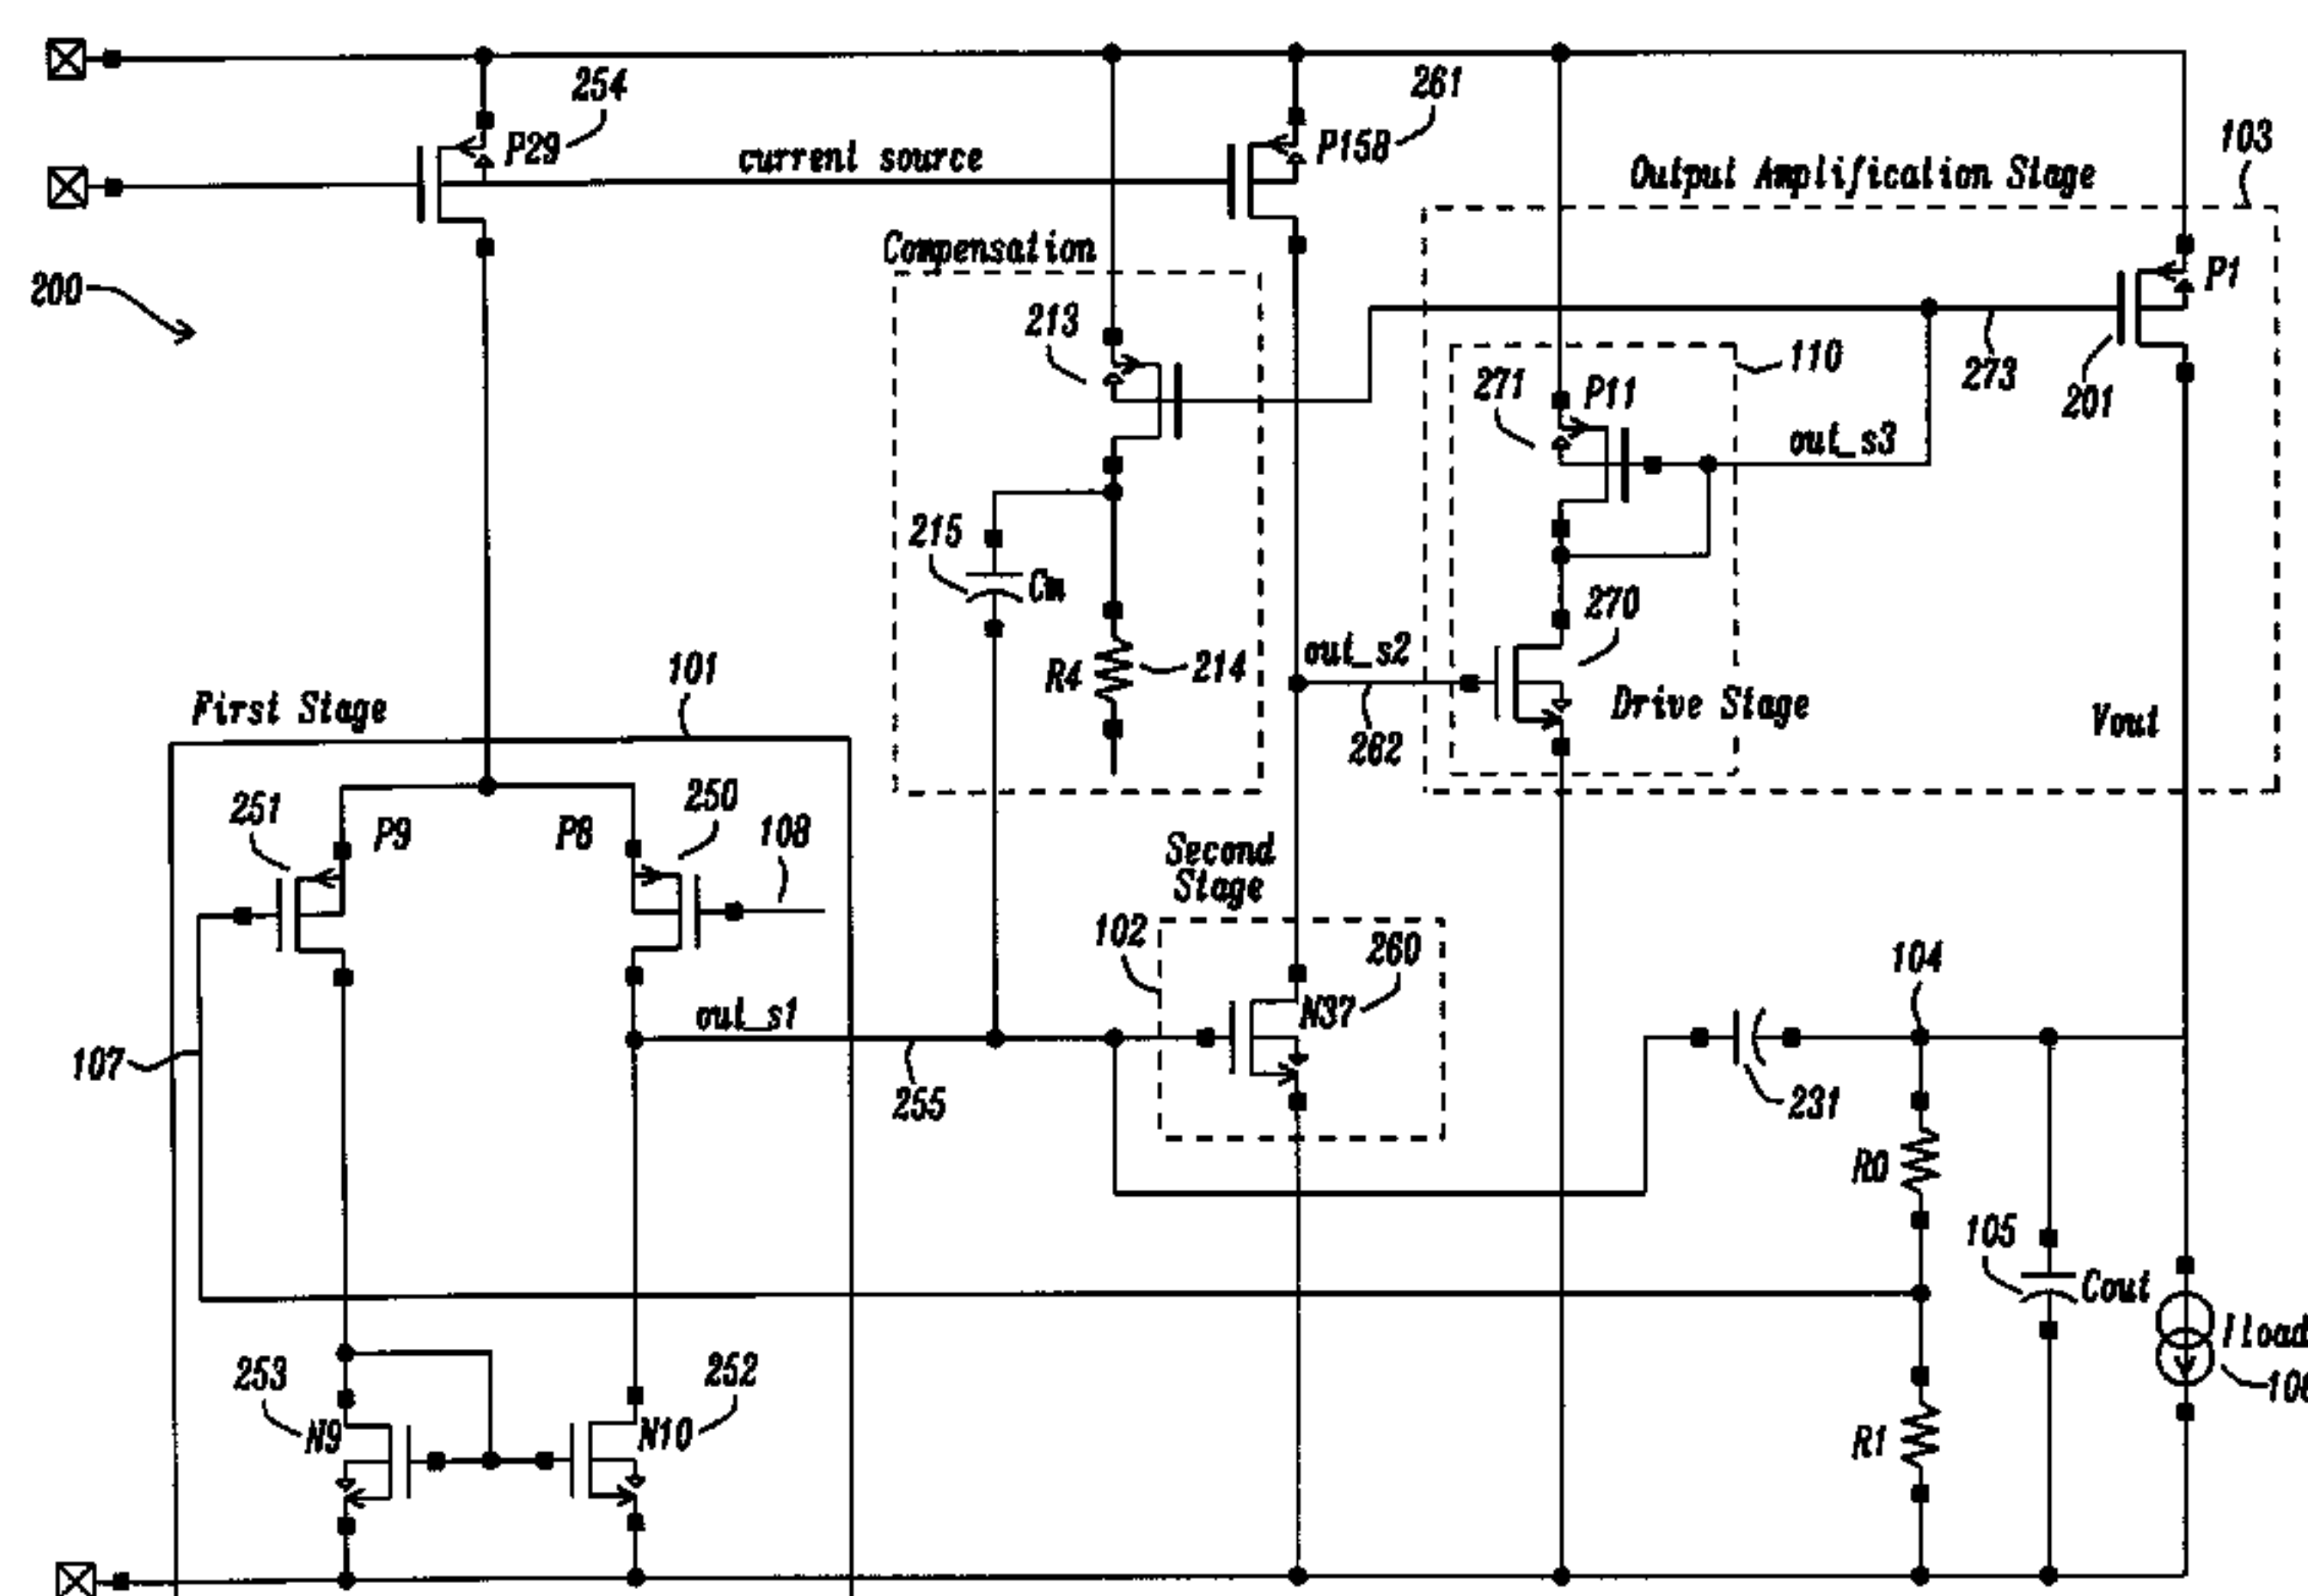 254
261
P29
P158
103
current source
Output Amplification Stage
Compensation
200
P1
213
110
271
P11
273
201
out_s3
215
Cm
270
out_s2
R4
214
101
First Stage
Drive Stage
Vout
262
251
250
P9
P8
108
Second
Stage
102
260
104
out_s1
N37
107
255
231
R0
105
Cout
Iload
253
252
N9
N10
R1